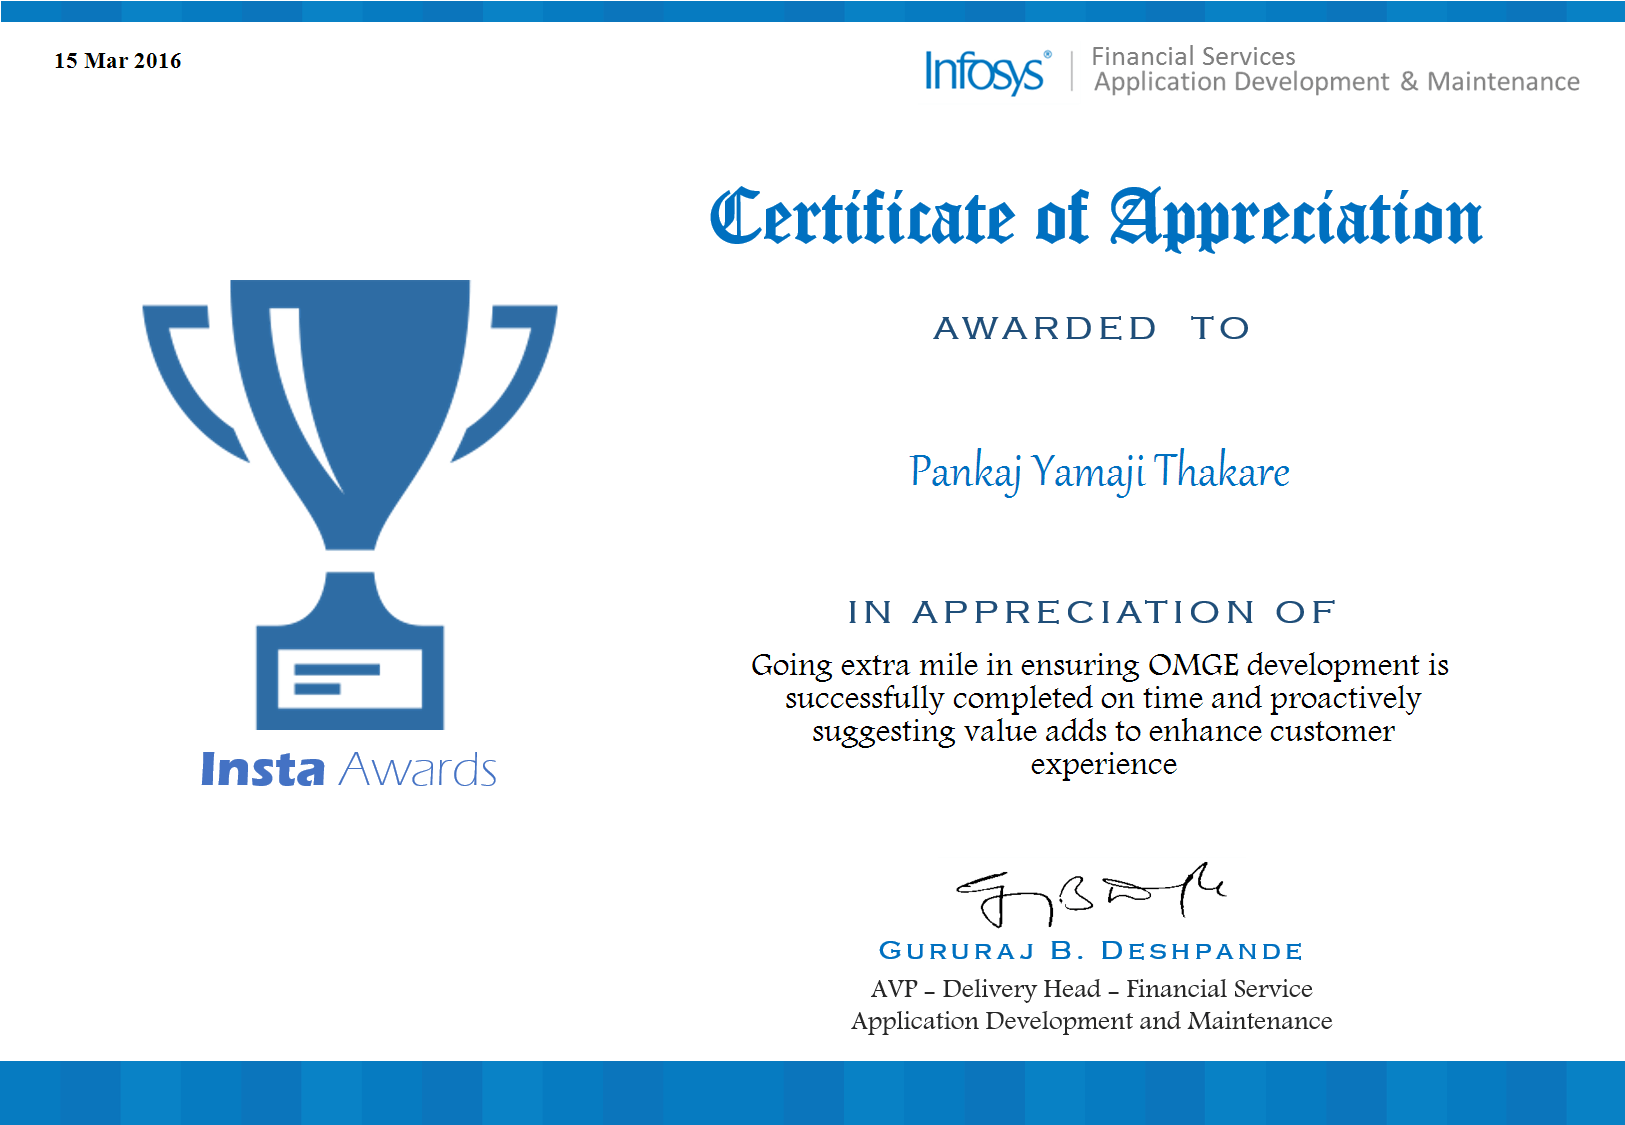 15 Mar 2016
Infosys® | Financial Services
Application Development & Maintenance
Certificate of Appreciation
AWARDED TO
Pankaj Yamaji Thakare
IN APPRECIATION OF
Going extra mile in ensuring OMGE development is
successfully completed on time and proactively
suggesting value adds to enhance customer
experience
Insta Awards
GURURAJ B. DESHPANDE
AVP – Delivery Head – Financial Service
Application Development and Maintenance